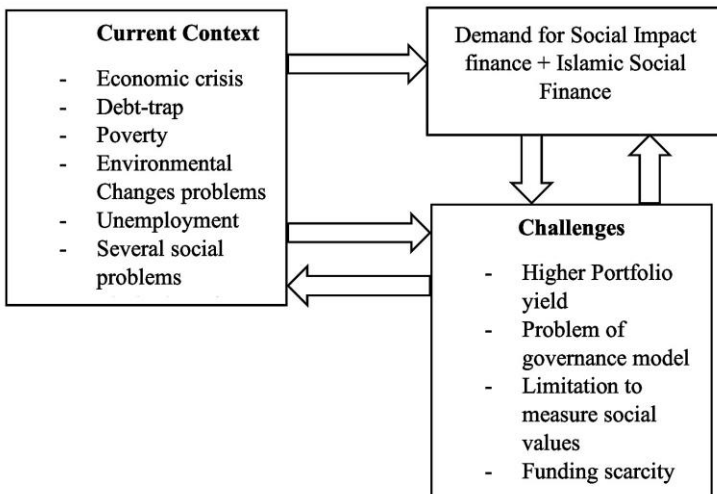 Current Context
- Economic crisis
- Debt-trap
- Poverty
- Environmental
Changes problems
- Unemployment
- Several social
problems
Demand for Social Impact
finance + Islamic Social
Finance
Challenges
- Higher Portfolio
yield
- Problem of
governance model
- Limitation to
measure social
values
- Funding scarcity